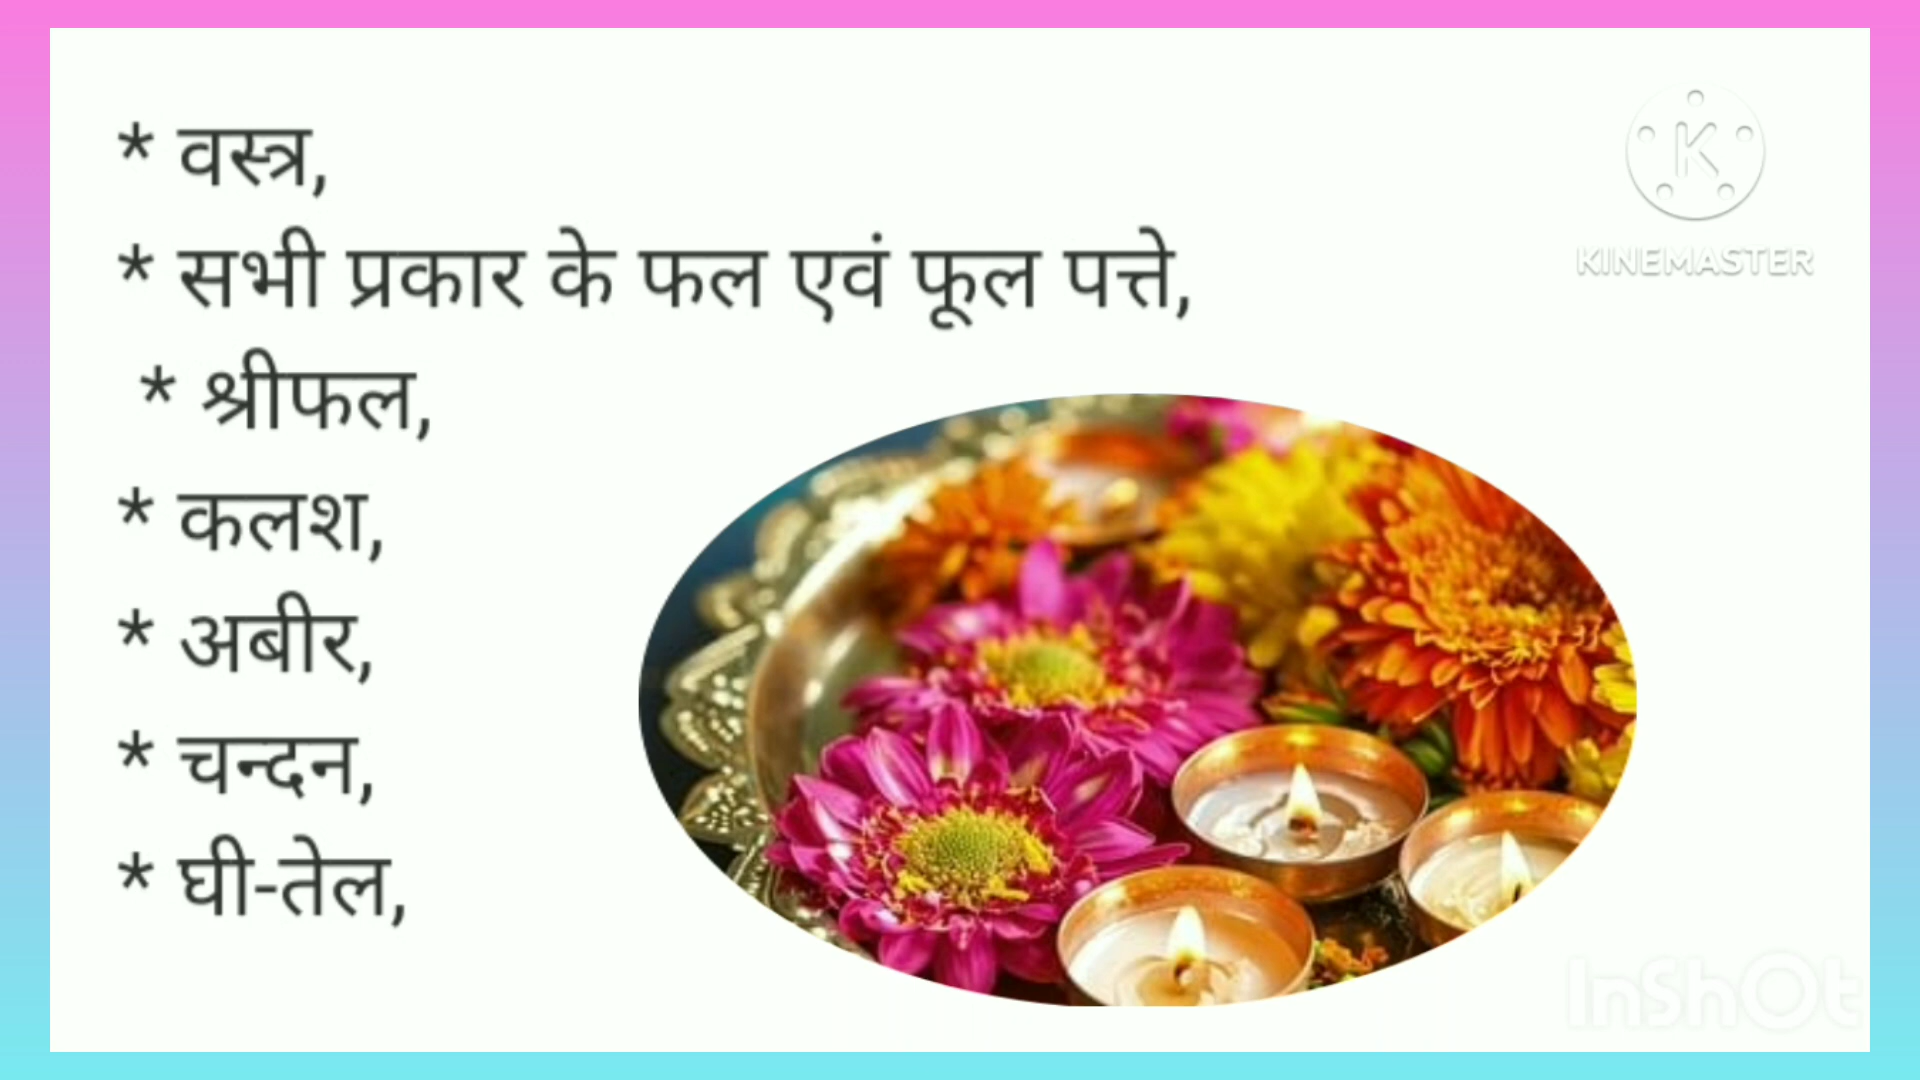 * वस्त्र,
* सभी प्रकार के फल एवं फूल पत्ते,
* श्रीफल,
* कलश,
* अबीर,
* चन्दन,
* घी-तेल,
K
KINEMASTER
InShOt